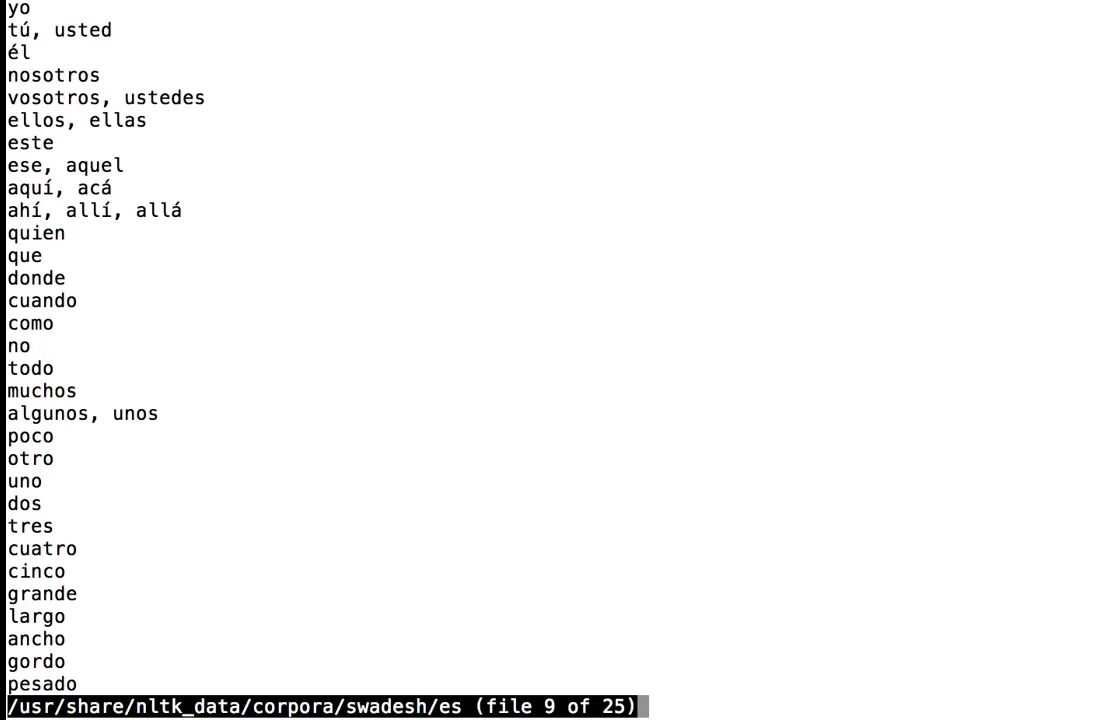 yo
tú, usted
él
nosotros
vosotros, ustedes
ellos, ellas
este
ese, aquel
aquí, acá
ahí, allí, allá
quien
que
donde
cuando
como
no
todo
muchos
algunos, unos
poco
otro
uno
dos
tres
cuatro
cinco
grande
largo
ancho
gordo
pesado
/usr/share/nltk_data/corpora/swadesh/es (file 9 of 25)